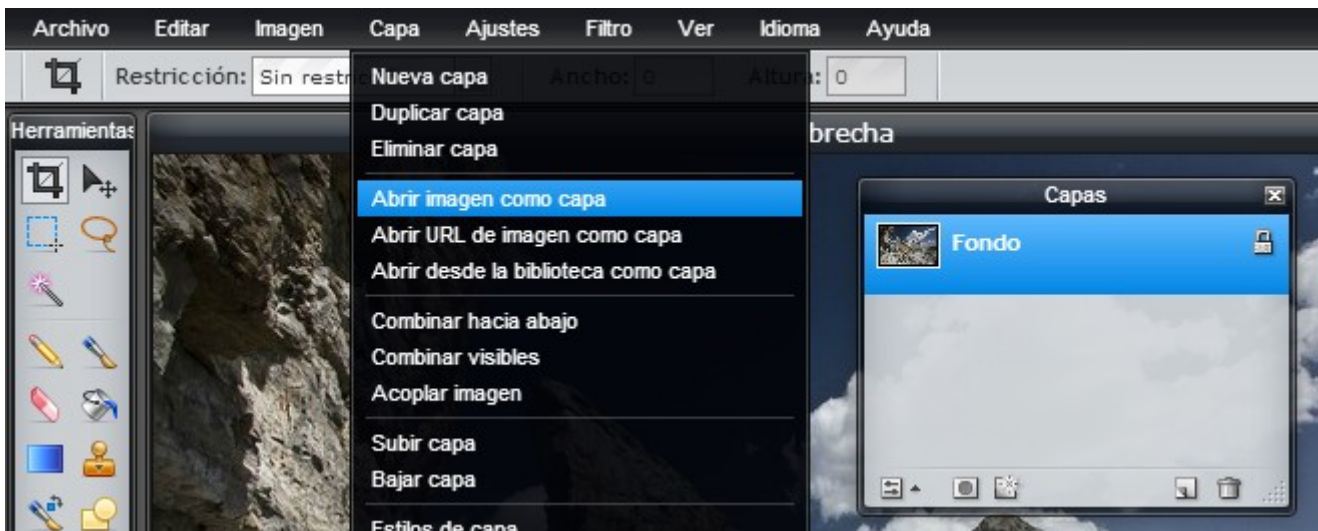 Archivo Editar Imagen Capa Ajustes Filtro Ver Idioma Ayuda
Restricción: Sin restr Ancho: 0 Altura: 0
Herramientas
brecha
Nueva capa
Duplicar capa
Eliminar capa
Abrir imagen como capa
Abrir URL de imagen como capa
Abrir desde la biblioteca como capa
Combinar hacia abajo
Combinar visibles
Acoplar imagen
Subir capa
Bajar capa
Estilos de capa
Capas
Fondo